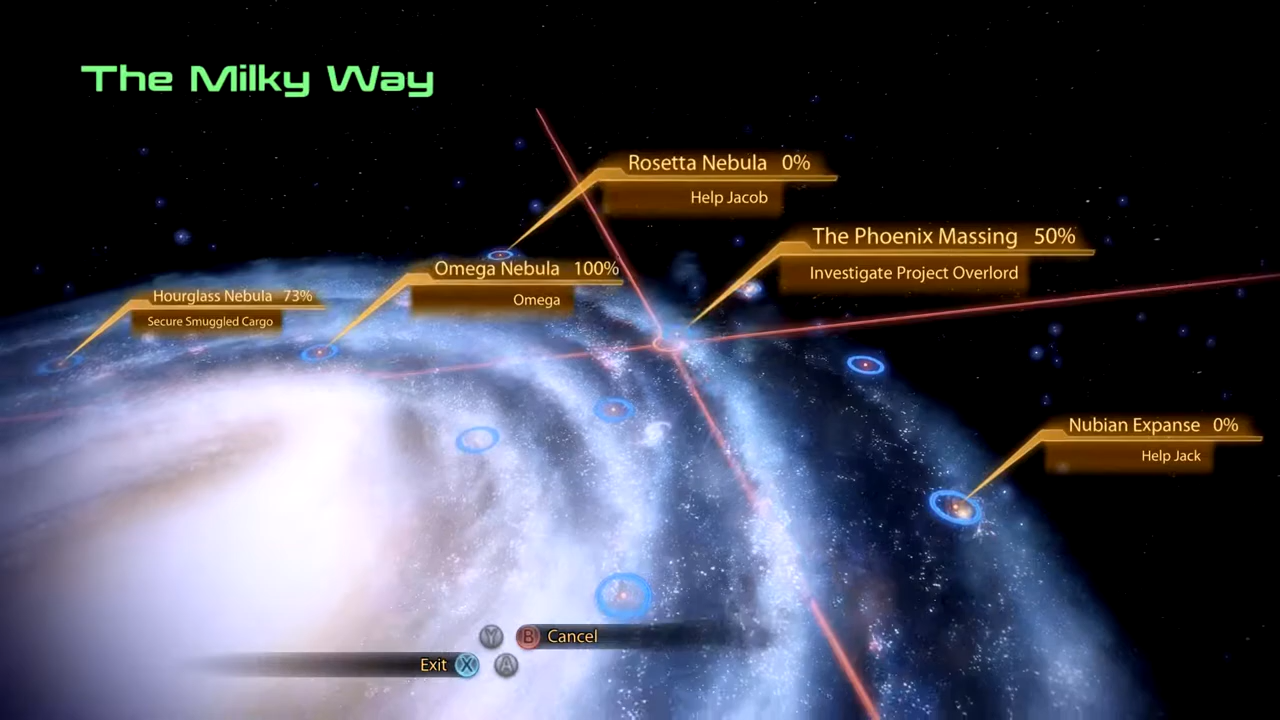 The Milky Way
Rosetta Nebula 0%
Help Jacob
The Phoenix Massing 50%
Investigate Project Overlord
Omega Nebula 100%
Omega
Hourglass Nebula 73%
Secure Smuggled Cargo
Nubian Expanse 0%
Help Jack
Y B Cancel
Exit X A